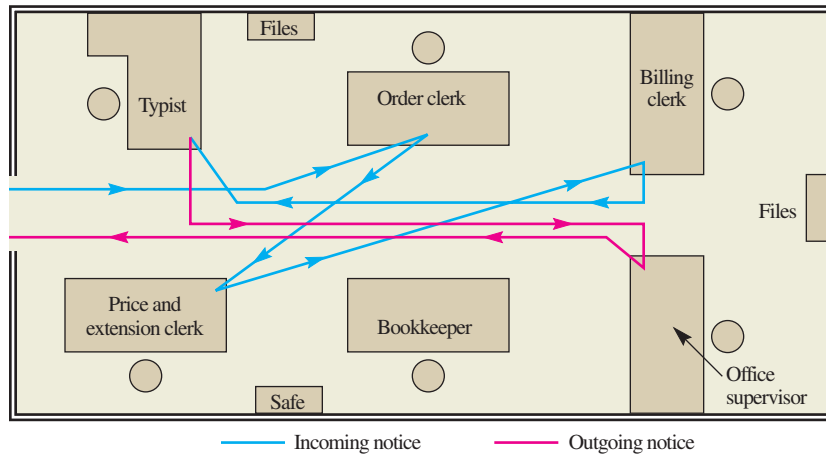 Files
Typist
Order clerk
Billing
clerk
Files
Price and
extension clerk
Bookkeeper
Safe
Office
supervisor
Incoming notice
Outgoing notice